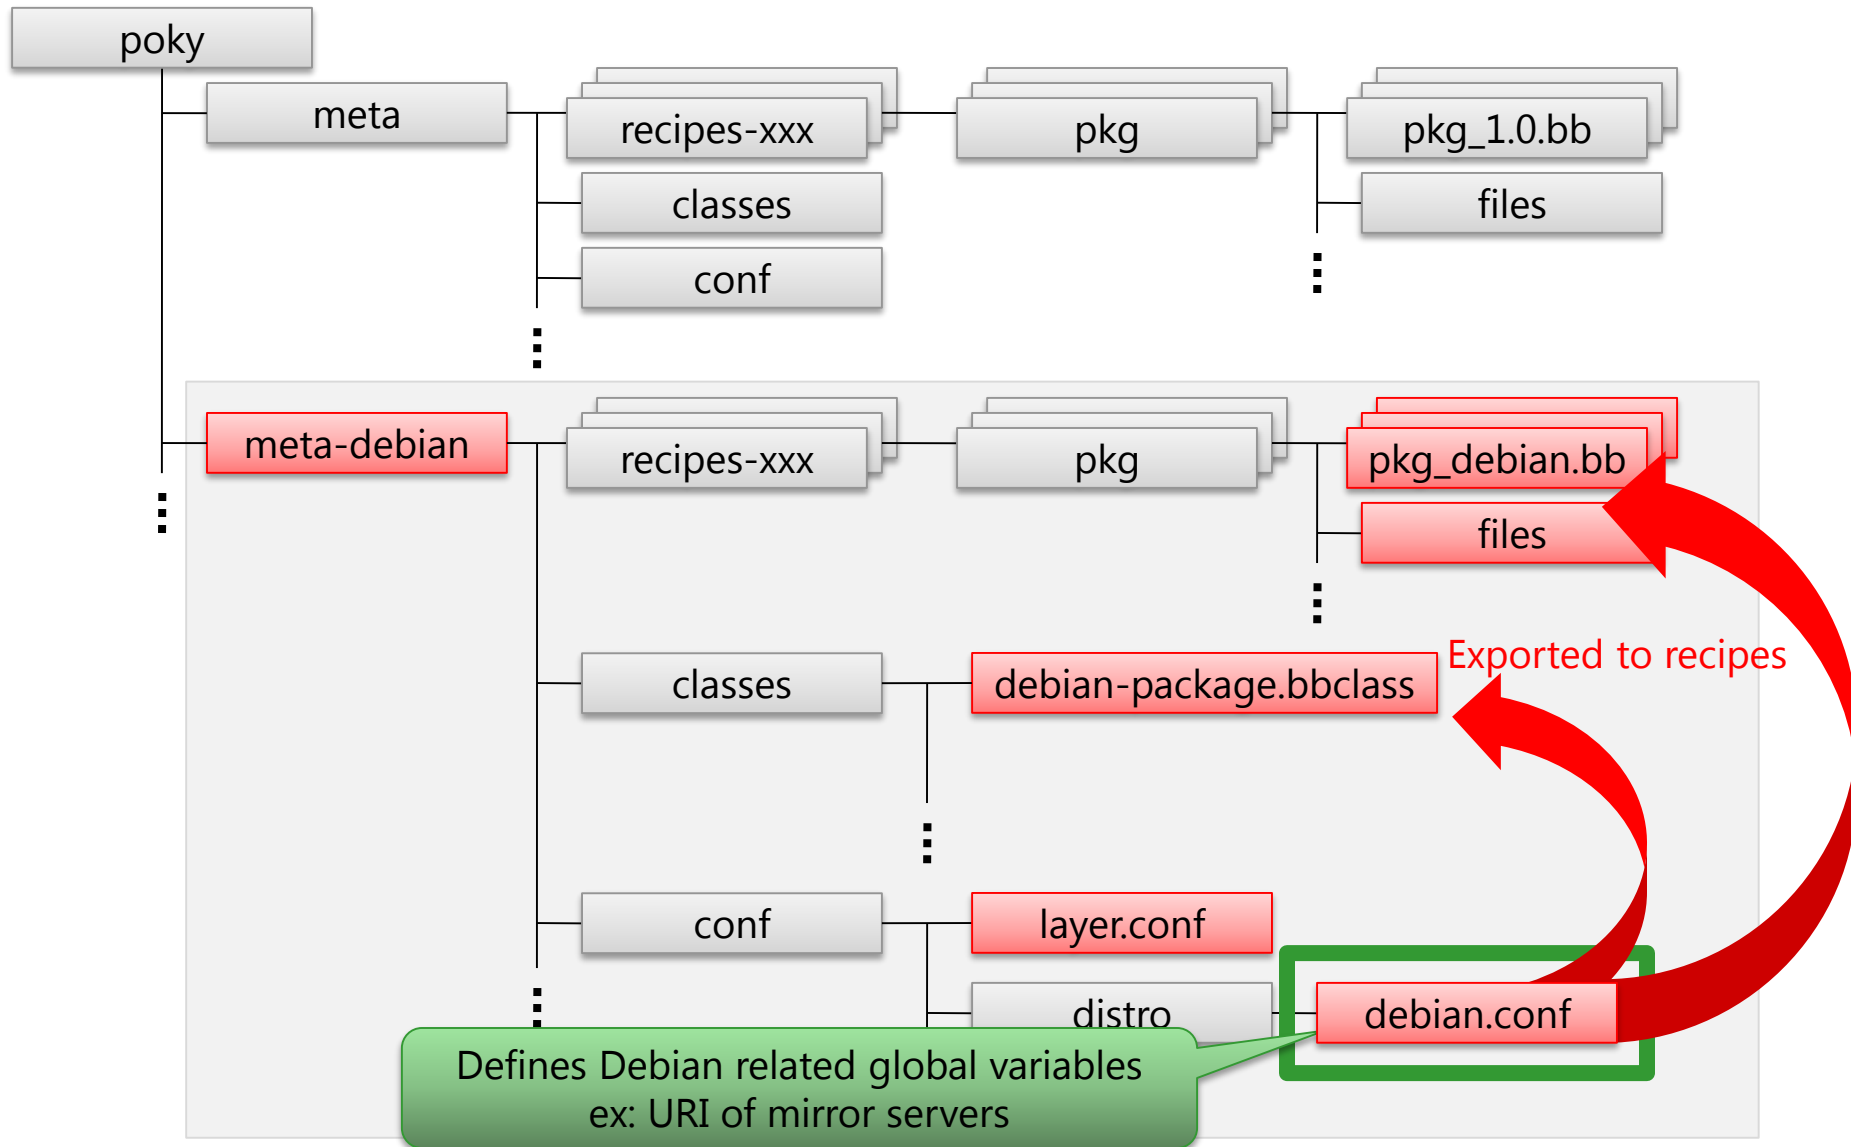 poky
meta
recipes-xxx
pkg
pkg_1.0.bb
classes
files
conf
meta-debian
recipes-xxx
pkg
pkg_debian.bb
files
classes
debian-package.bbclass
Exported to recipes
conf
layer.conf
distro
debian.conf
Defines Debian related global variables
ex: URI of mirror servers